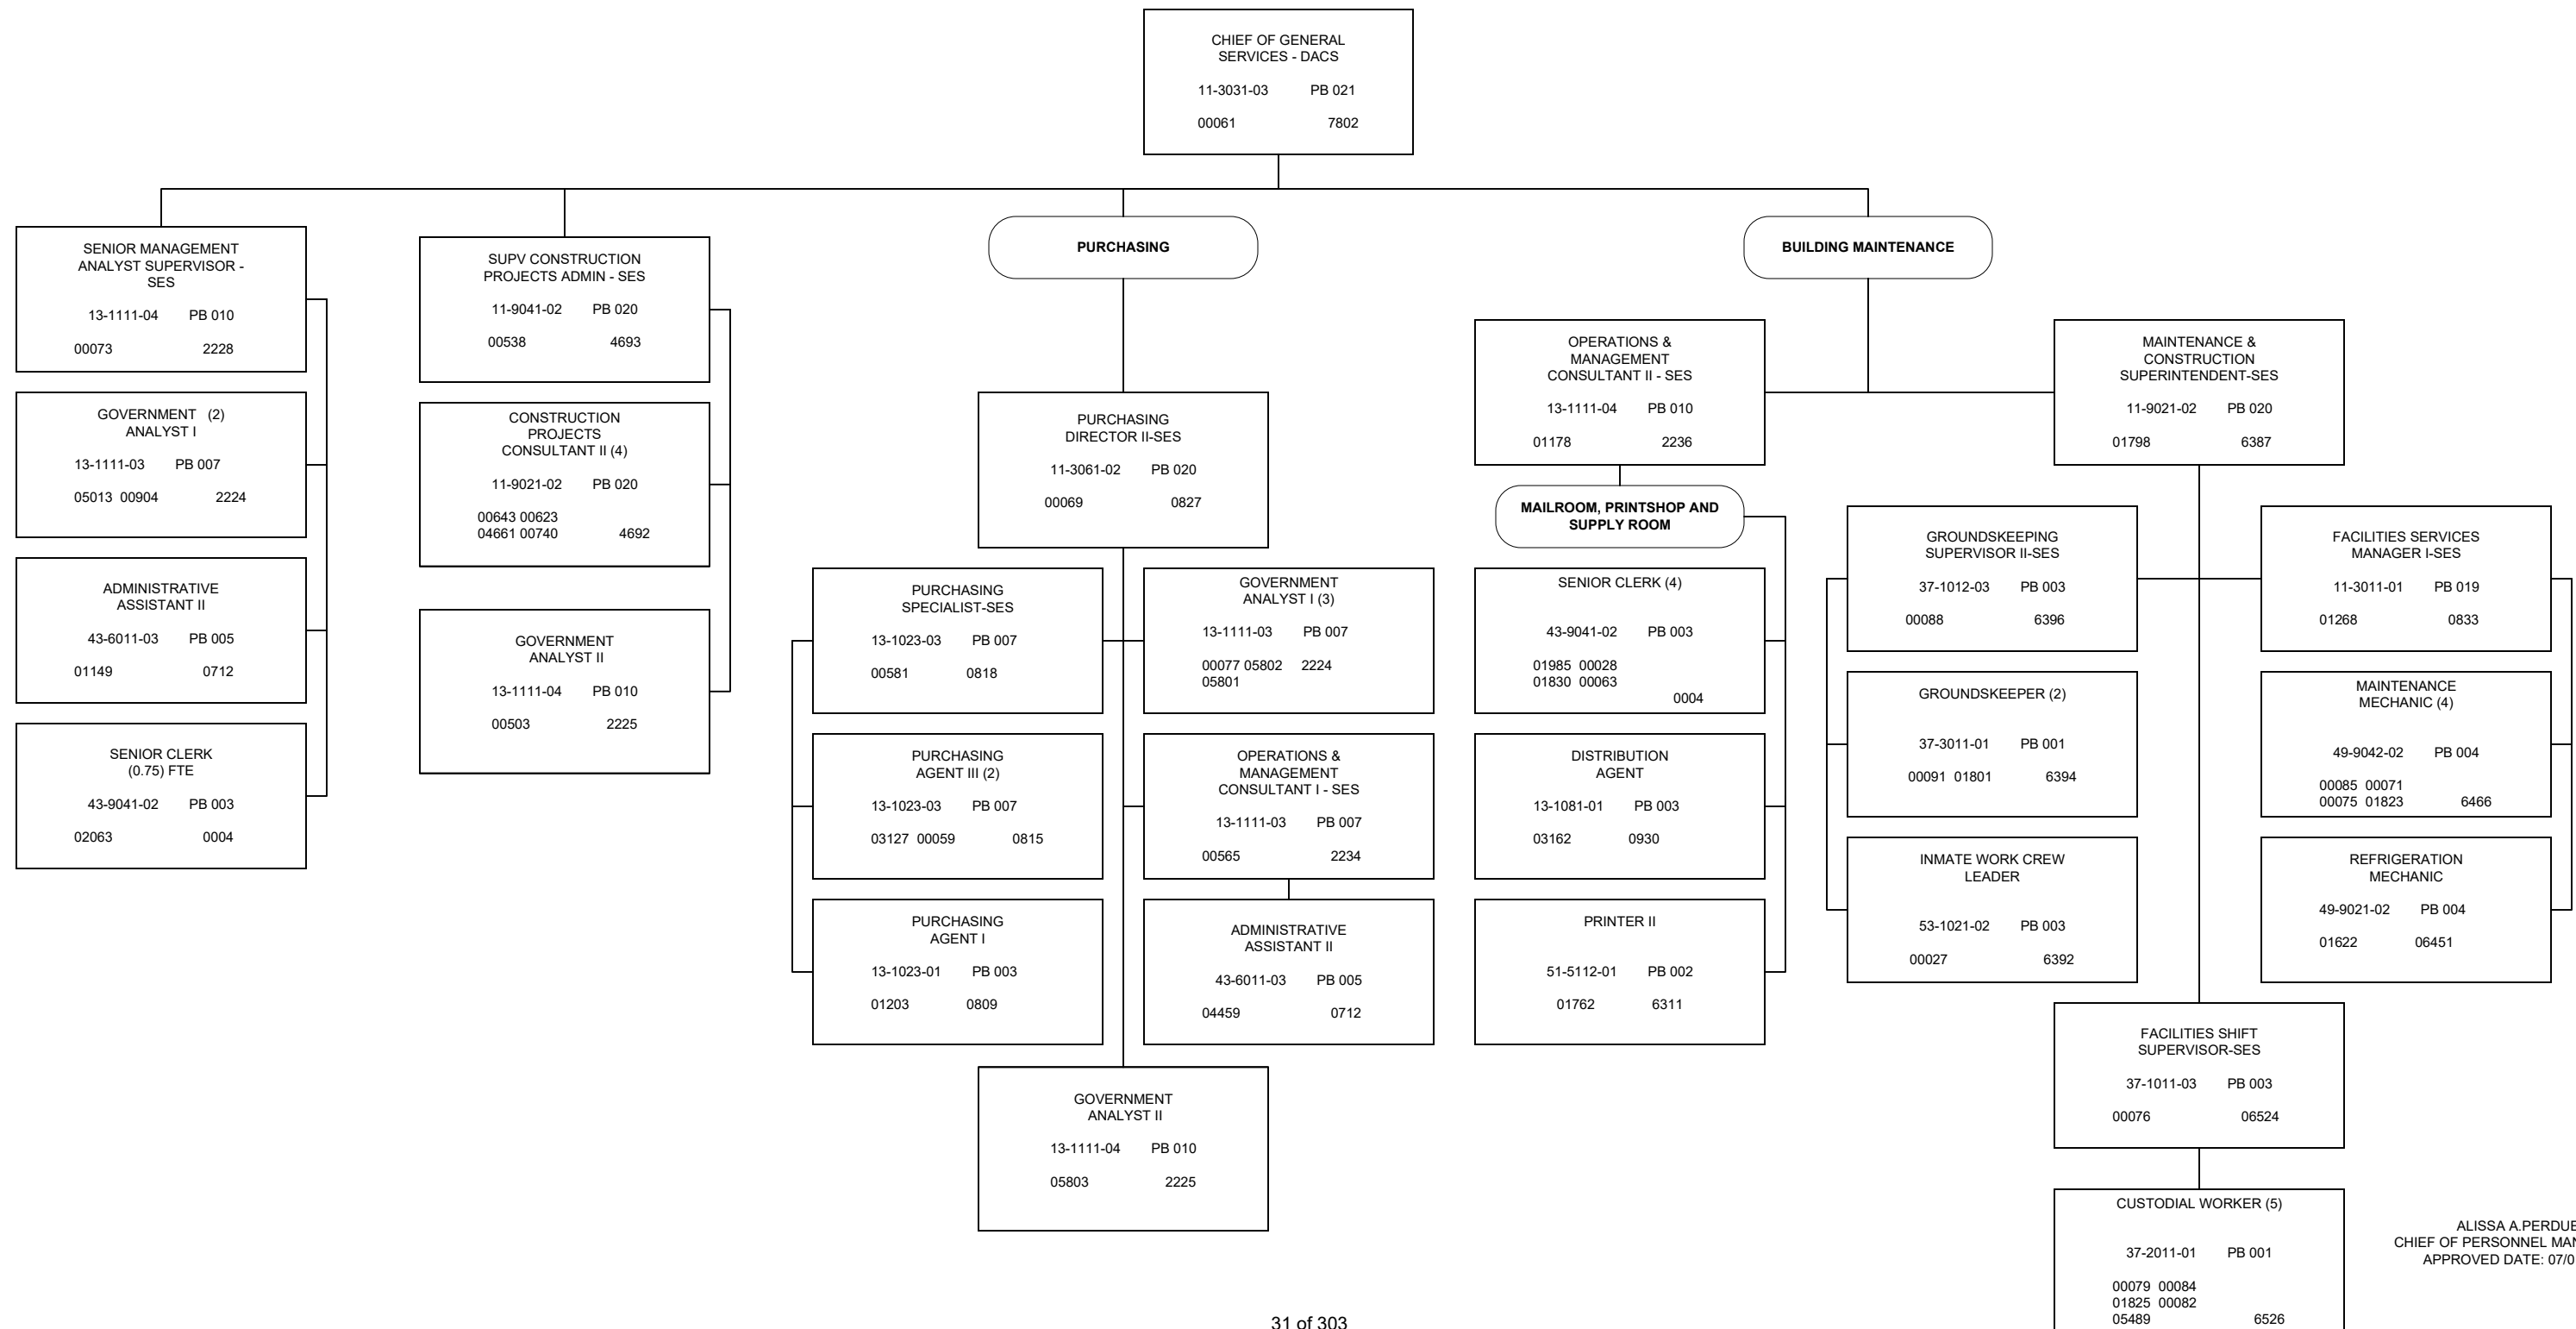 CHIEF OF GENERAL
SERVICES - DACS
11-3031-03 PB 021
00061 7802
SENIOR MANAGEMENT
ANALYST SUPERVISOR -
SES
13-1111-04 PB 010
00073 2228
GOVERNMENT (2)
ANALYST I
13-1111-03 PB 007
05013 00904 2224
ADMINISTRATIVE
ASSISTANT II
43-6011-03 PB 005
01149 0712
SENIOR CLERK
(0.75) FTE
43-9041-02 PB 003
02063 0004
SUPV CONSTRUCTION
PROJECTS ADMIN - SES
11-9041-02 PB 020
00538 4693
CONSTRUCTION
PROJECTS
CONSULTANT II (4)
11-9021-02 PB 020
00643 00623
04661 00740 4692
GOVERNMENT
ANALYST II
13-1111-04 PB 010
00503 2225
PURCHASING
PURCHASING
DIRECTOR II-SES
11-3061-02 PB 020
00069 0827
PURCHASING
SPECIALIST-SES
13-1023-03 PB 007
00581 0818
PURCHASING
AGENT III (2)
13-1023-03 PB 007
03127 00059 0815
PURCHASING
AGENT I
13-1023-01 PB 003
01203 0809
GOVERNMENT
ANALYST I (3)
13-1111-03 PB 007
00077 05802 2224
05801
OPERATIONS &
MANAGEMENT
CONSULTANT I - SES
13-1111-03 PB 007
00565 2234
ADMINISTRATIVE
ASSISTANT II
43-6011-03 PB 005
04459 0712
GOVERNMENT
ANALYST II
13-1111-04 PB 010
05803 2225
BUILDING MAINTENANCE
OPERATIONS &
MANAGEMENT
CONSULTANT II - SES
13-1111-04 PB 010
01178 2236
MAILROOM, PRINTSHOP AND
SUPPLY ROOM
SENIOR CLERK (4)
43-9041-02 PB 003
01985 00028
01830 00063
0004
DISTRIBUTION
AGENT
13-1081-01 PB 003
03162 0930
PRINTER II
51-5112-01 PB 002
01762 6311
MAINTENANCE &
CONSTRUCTION
SUPERINTENDENT-SES
11-9021-02 PB 020
01798 6387
GROUNDSKEEPING
SUPERVISOR II-SES
37-1012-03 PB 003
00088 6396
GROUNDSKEEPER (2)
37-3011-01 PB 001
00091 01801 6394
INMATE WORK CREW
LEADER
53-1021-02 PB 003
00027 6392
FACILITIES SERVICES
MANAGER I-SES
11-3011-01 PB 019
01268 0833
MAINTENANCE
MECHANIC (4)
49-9042-02 PB 004
00085 00071
00075 01823 6466
REFRIGERATION
MECHANIC
49-9021-02 PB 004
01622 06451
FACILITIES SHIFT
SUPERVISOR-SES
37-1011-03 PB 003
00076 06524
CUSTODIAL WORKER (5)
37-2011-01 PB 001
00079 00084
01825 00082
05489 6526
ALISSA A.PERDUE
CHIEF OF PERSONNEL MAN
APPROVED DATE: 07/0
31 of 303